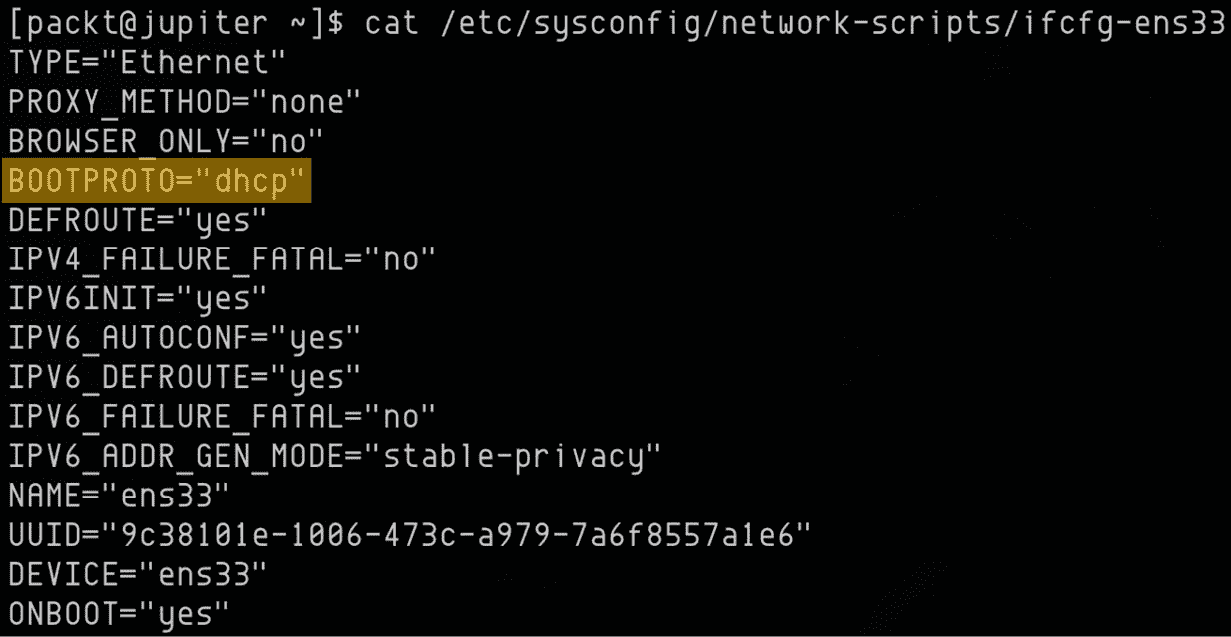 [packt@jupiter ~]$ cat /etc/sysconfig/network-scripts/ifcfg-ens33
TYPE="Ethernet"
PROXY_METHOD="none"
BROWSER_ONLY="no"
BOOTPROTO="dhcp"
DEFROUTE="yes"
IPV4_FAILURE_FATAL="no"
IPV6INIT="yes"
IPV6_AUTOCONF="yes"
IPV6_DEFROUTE="yes"
IPV6_FAILURE_FATAL="no"
IPV6_ADDR_GEN_MODE="stable-privacy"
NAME="ens33"
UUID="9c38101e-1006-473c-a979-7a6f8557a1e6"
DEVICE="ens33"
ONBOOT="yes"